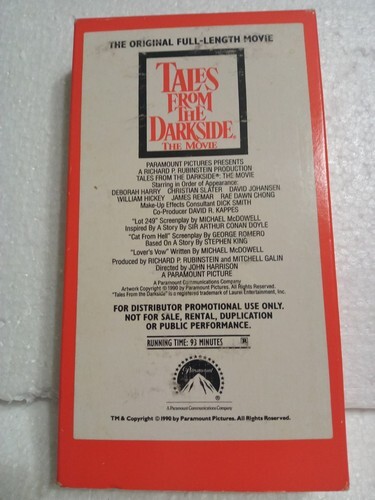 THE ORIGINAL FULL-LENGTH MOVIE
TALES
FROM
THE
DARKSIDE®
THE MOVIE
PARAMOUNT PICTURES PRESENTS
A RICHARD P. RUBINSTEIN PRODUCTION
TALES FROM THE DARKSIDE®: THE MOVIE
Starring in Order of Appearance:
DEBORAH HARRY CHRISTIAN SLATER DAVID JOHANSEN
WILLIAM HICKEY JAMES REMAR RAE DAWN CHONG
Make-Up Effects Consultant DICK SMITH
Co-Producer DAVID R. KAPPES
"Lot 249" Screenplay by MICHAEL McDOWELL
Inspired By A Story By SIR ARTHUR CONAN DOYLE
"Cat From Hell" Screenplay By GEORGE ROMERO
Based On A Story By STEPHEN KING
"Lover's Vow" Written By MICHAEL McDOWELL
Produced by RICHARD P. RUBINSTEIN and MITCHELL GALIN
Directed by JOHN HARRISON
A PARAMOUNT PICTURE
A Paramount Communications Company
Artwork Copyright © 1990 by Paramount Pictures. All Rights Reserved.
"Tales From the Darkside" is a registered trademark of Laurel Entertainment, Inc.
FOR DISTRIBUTOR PROMOTIONAL USE ONLY.
NOT FOR SALE, RENTAL, DUPLICATION
OR PUBLIC PERFORMANCE.
RUNNING TIME: 93 MINUTES R
Paramount
A Paramount Communications Company
TM & Copyright © 1990 by Paramount Pictures. All Rights Reserved.